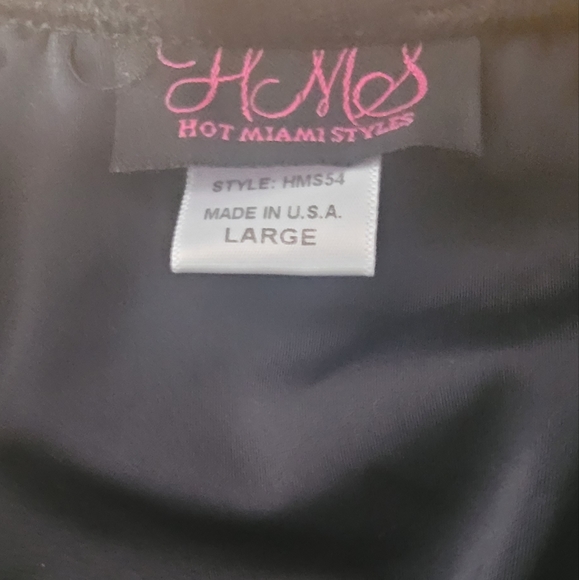 HMS
HOT MIAMI STYLES
STYLE: HMS54
MADE IN U.S.A.
LARGE